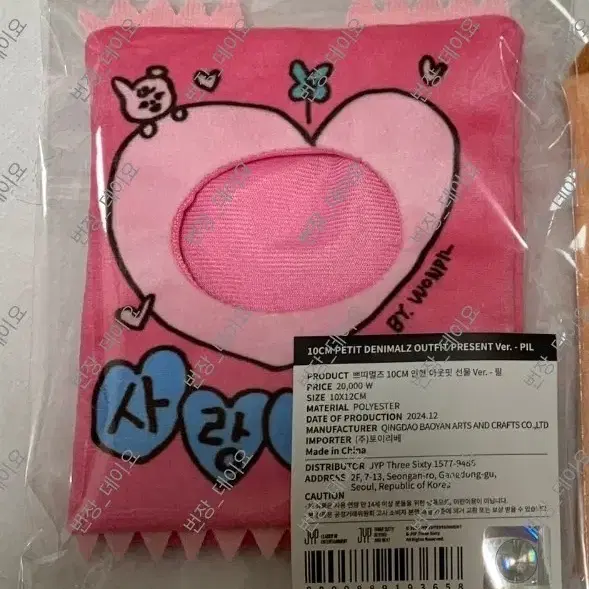 BY. WONPIL
사랑
10CM PETIT DENIMALZ OUTFIT PRESENT Ver. - PIL
PRODUCT 쁘띠멀즈 10CM 인형 아웃핏 선물 Ver. - 필
PRICE 20,000 W
SIZE 10X12CM
MATERIAL POLYESTER
DATE OF PRODUCTION 2024.12
MANUFACTURER QINGDAO BAOYAN ARTS AND CRAFTS CO.,LTD
IMPORTER (주)포이리베
Made in China
DISTRIBUTOR JYP Three Sixty 1577-9485
ADDRESS 2F, 7-13, Seongan-ro, Gangdong-gu,
Seoul, Republic of Korea
CAUTION
JYP
JYP
번장_데이요